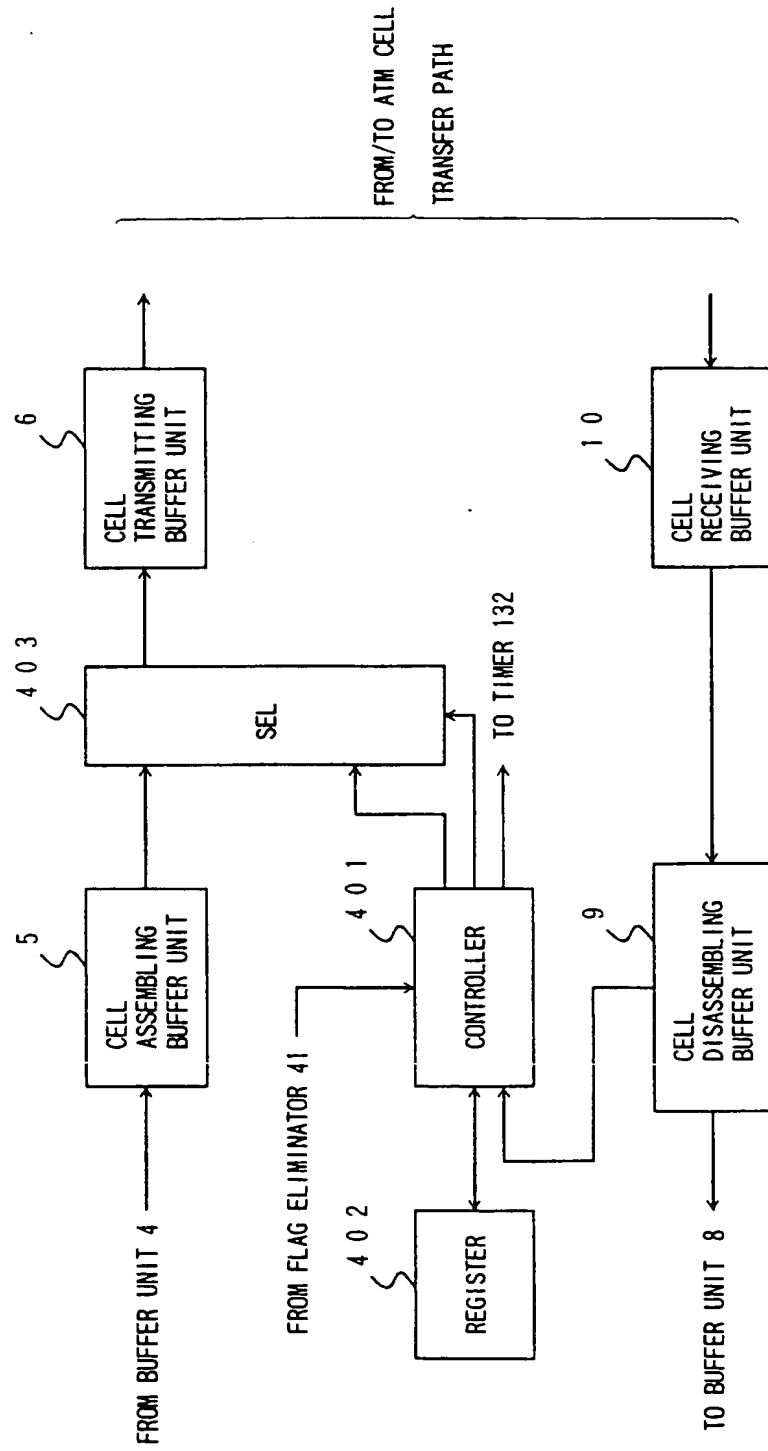 FROM BUFFER UNIT 4
5
CELL
ASSEMBLING
BUFFER UNIT
4 0 3
SEL
6
CELL
TRANSMITTING
BUFFER UNIT
FROM/TO ATM CELL
TRANSFER PATH
FROM FLAG ELIMINATOR 41
4 0 2
REGISTER
4 0 1
CONTROLLER
TO TIMER 132
TO BUFFER UNIT 8
9
CELL
DISASSEMBLING
BUFFER UNIT
1 0
CELL
RECEIVING
BUFFER UNIT